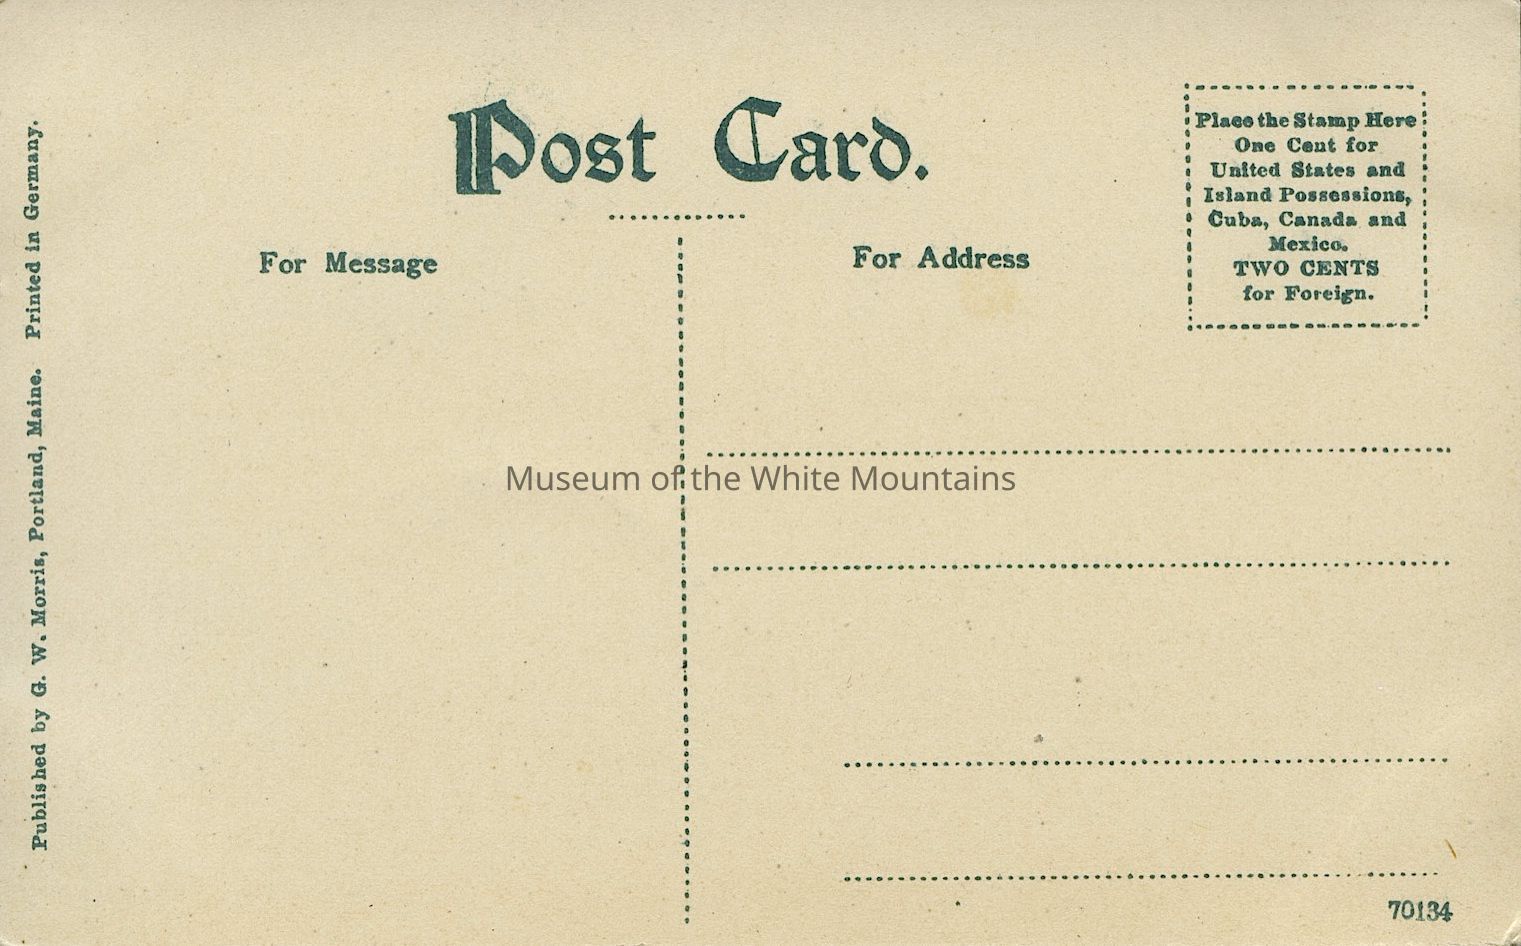 Post Card.
Place the Stamp Here
One Cent for
United States and
Island Possessions,
Cuba, Canada and
Mexico.
TWO CENTS
for Foreign.
For Message
For Address
Published by G. W. Morris, Portland, Maine. Printed in Germany.
Museum of the White Mountains
70134